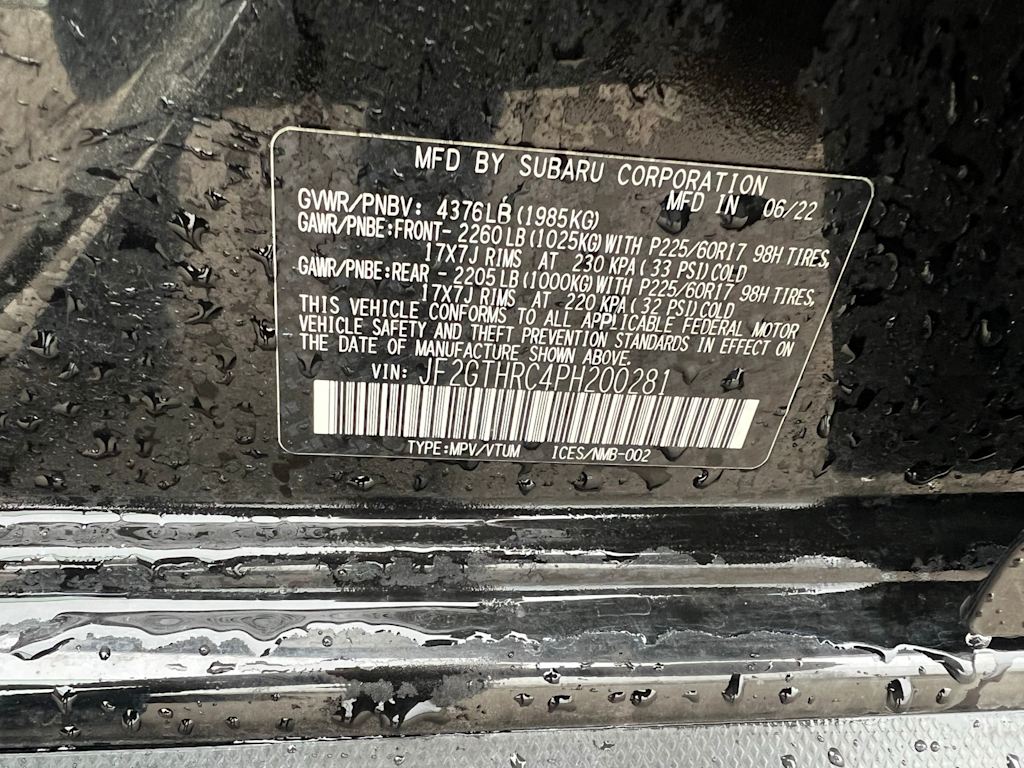 MFD BY SUBARU CORPORATION
GVWR/PNBV: 4376LB(1985KG) MFD IN 06/22
GAWR/PNBE:FRONT- 2260LB(1025KG)WITH P225/60R17 98H TIRES,
17X7J RIMS AT 230 KPA( 33 PSI)COLD
GAWR/PNBE:REAR - 2205LB(1000KG)WITH P225/60R17 98H TIRES,
17X7J RIMS AT 220 KPA( 32 PSI)COLD
THIS VEHICLE CONFORMS TO ALL APPLICABLE FEDERAL MOTOR
VEHICLE SAFETY AND THEFT PREVENTION STANDARDS IN EFFECT ON
THE DATE OF MANUFACTURE SHOWN ABOVE.
VIN: JF2GTHRC4PH200281
TYPE:MPV/VTUM ICES/NMB-002